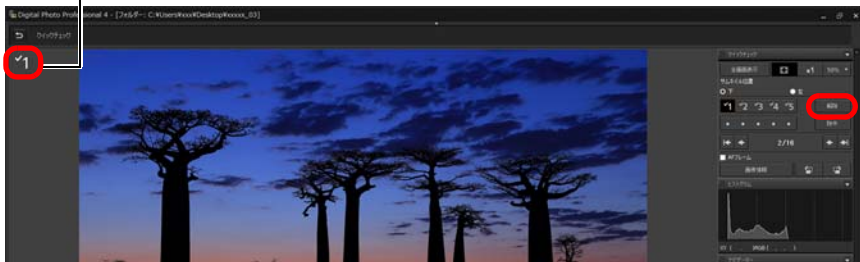 Digital Photo Professional 4 - [フォルダー: C:¥Users¥xxx¥Desktop¥xxxxx_03]
クイックチェック
✓1
クイックチェック
全画面表示 x1 50%
サムネイル位置
下 左
✓1 ✓2 ✓3 ✓4 ✓5 解除
2/16
AFフレーム
画像情報
ヒストグラム